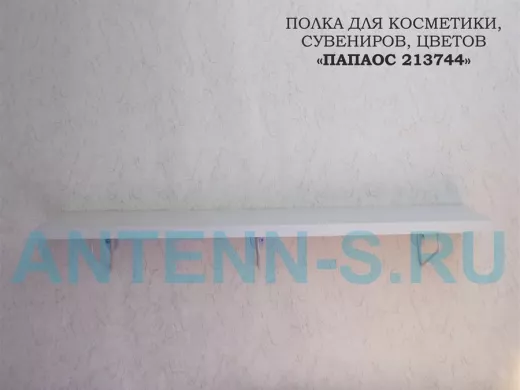 ПОЛКА ДЛЯ КОСМЕТИКИ,
СУВЕНИРОВ, ЦВЕТОВ
«ПАПАОС 213744»
ANTENN-S.RU